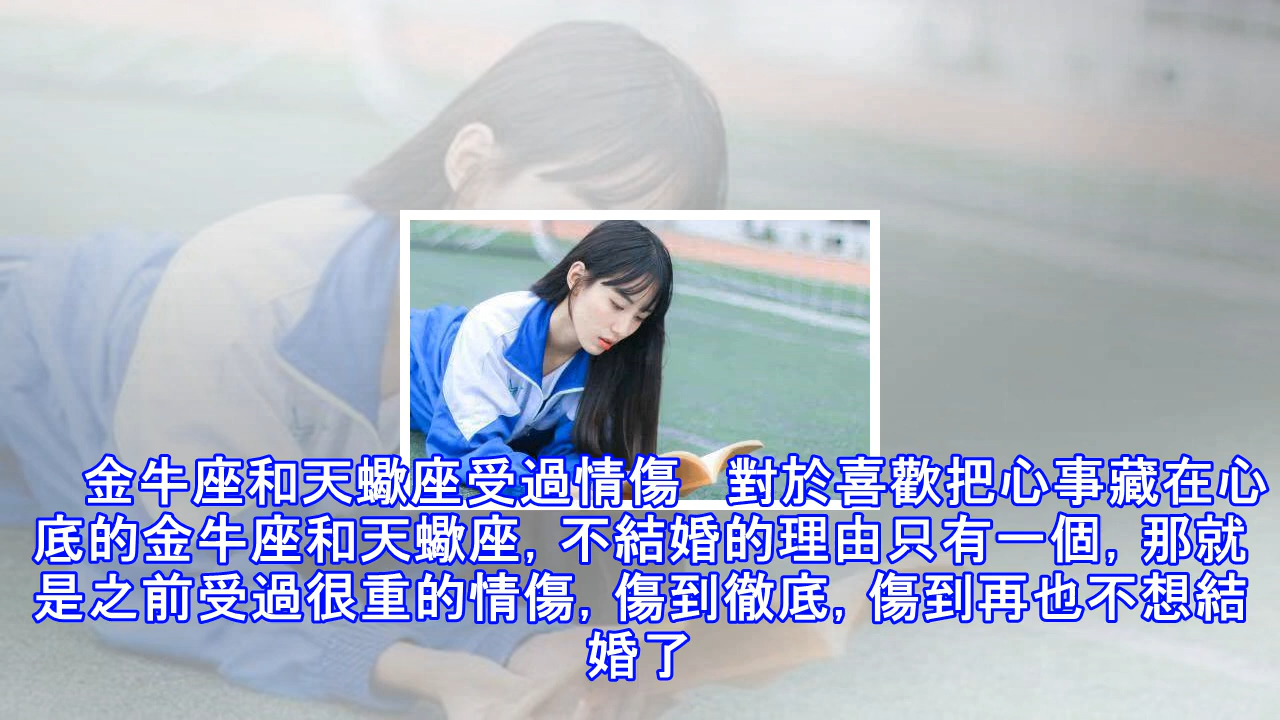 金牛座和天蠍座受過情傷　對於喜歡把心事藏在心
底的金牛座和天蠍座, 不結婚的理由只有一個, 那就
是之前受過很重的情傷, 傷到徹底, 傷到再也不想結
婚了